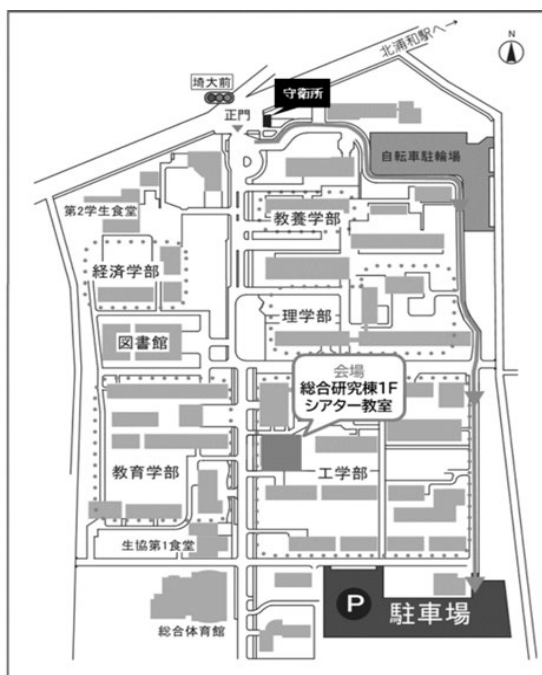 北浦和駅へ→
N
埼大前
守衛所
正門
自転車駐輪場
第2学生食堂
教養学部
経済学部
理学部
図書館
会場
総合研究棟1F
シアター教室
教育学部
工学部
生協第1食堂
P
駐車場
総合体育館